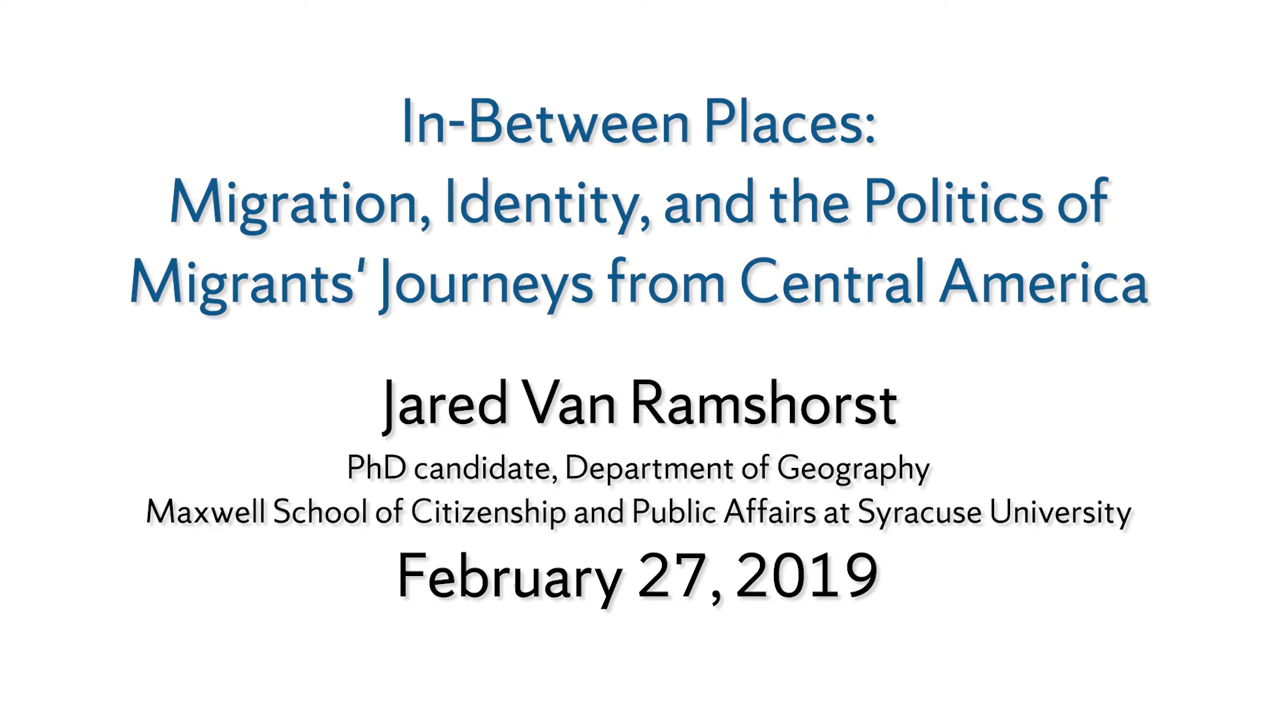 In-Between Places:
Migration, Identity, and the Politics of
Migrants' Journeys from Central America
Jared Van Ramshorst
PhD candidate, Department of Geography
Maxwell School of Citizenship and Public Affairs at Syracuse University
February 27, 2019